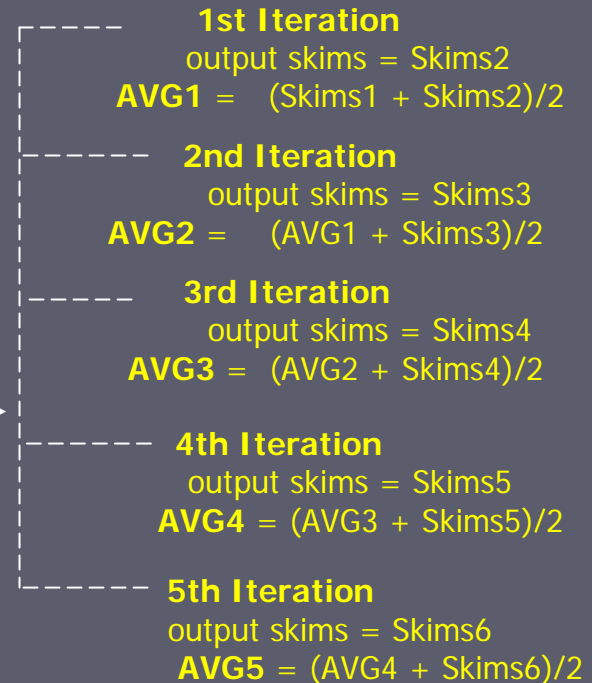 1st Iteration
output skims = Skims2
AVG1 = (Skims1 + Skims2)/2
2nd Iteration
output skims = Skims3
AVG2 = (AVG1 + Skims3)/2
3rd Iteration
output skims = Skims4
AVG3 = (AVG2 + Skims4)/2
4th Iteration
output skims = Skims5
AVG4 = (AVG3 + Skims5)/2
5th Iteration
output skims = Skims6
AVG5 = (AVG4 + Skims6)/2